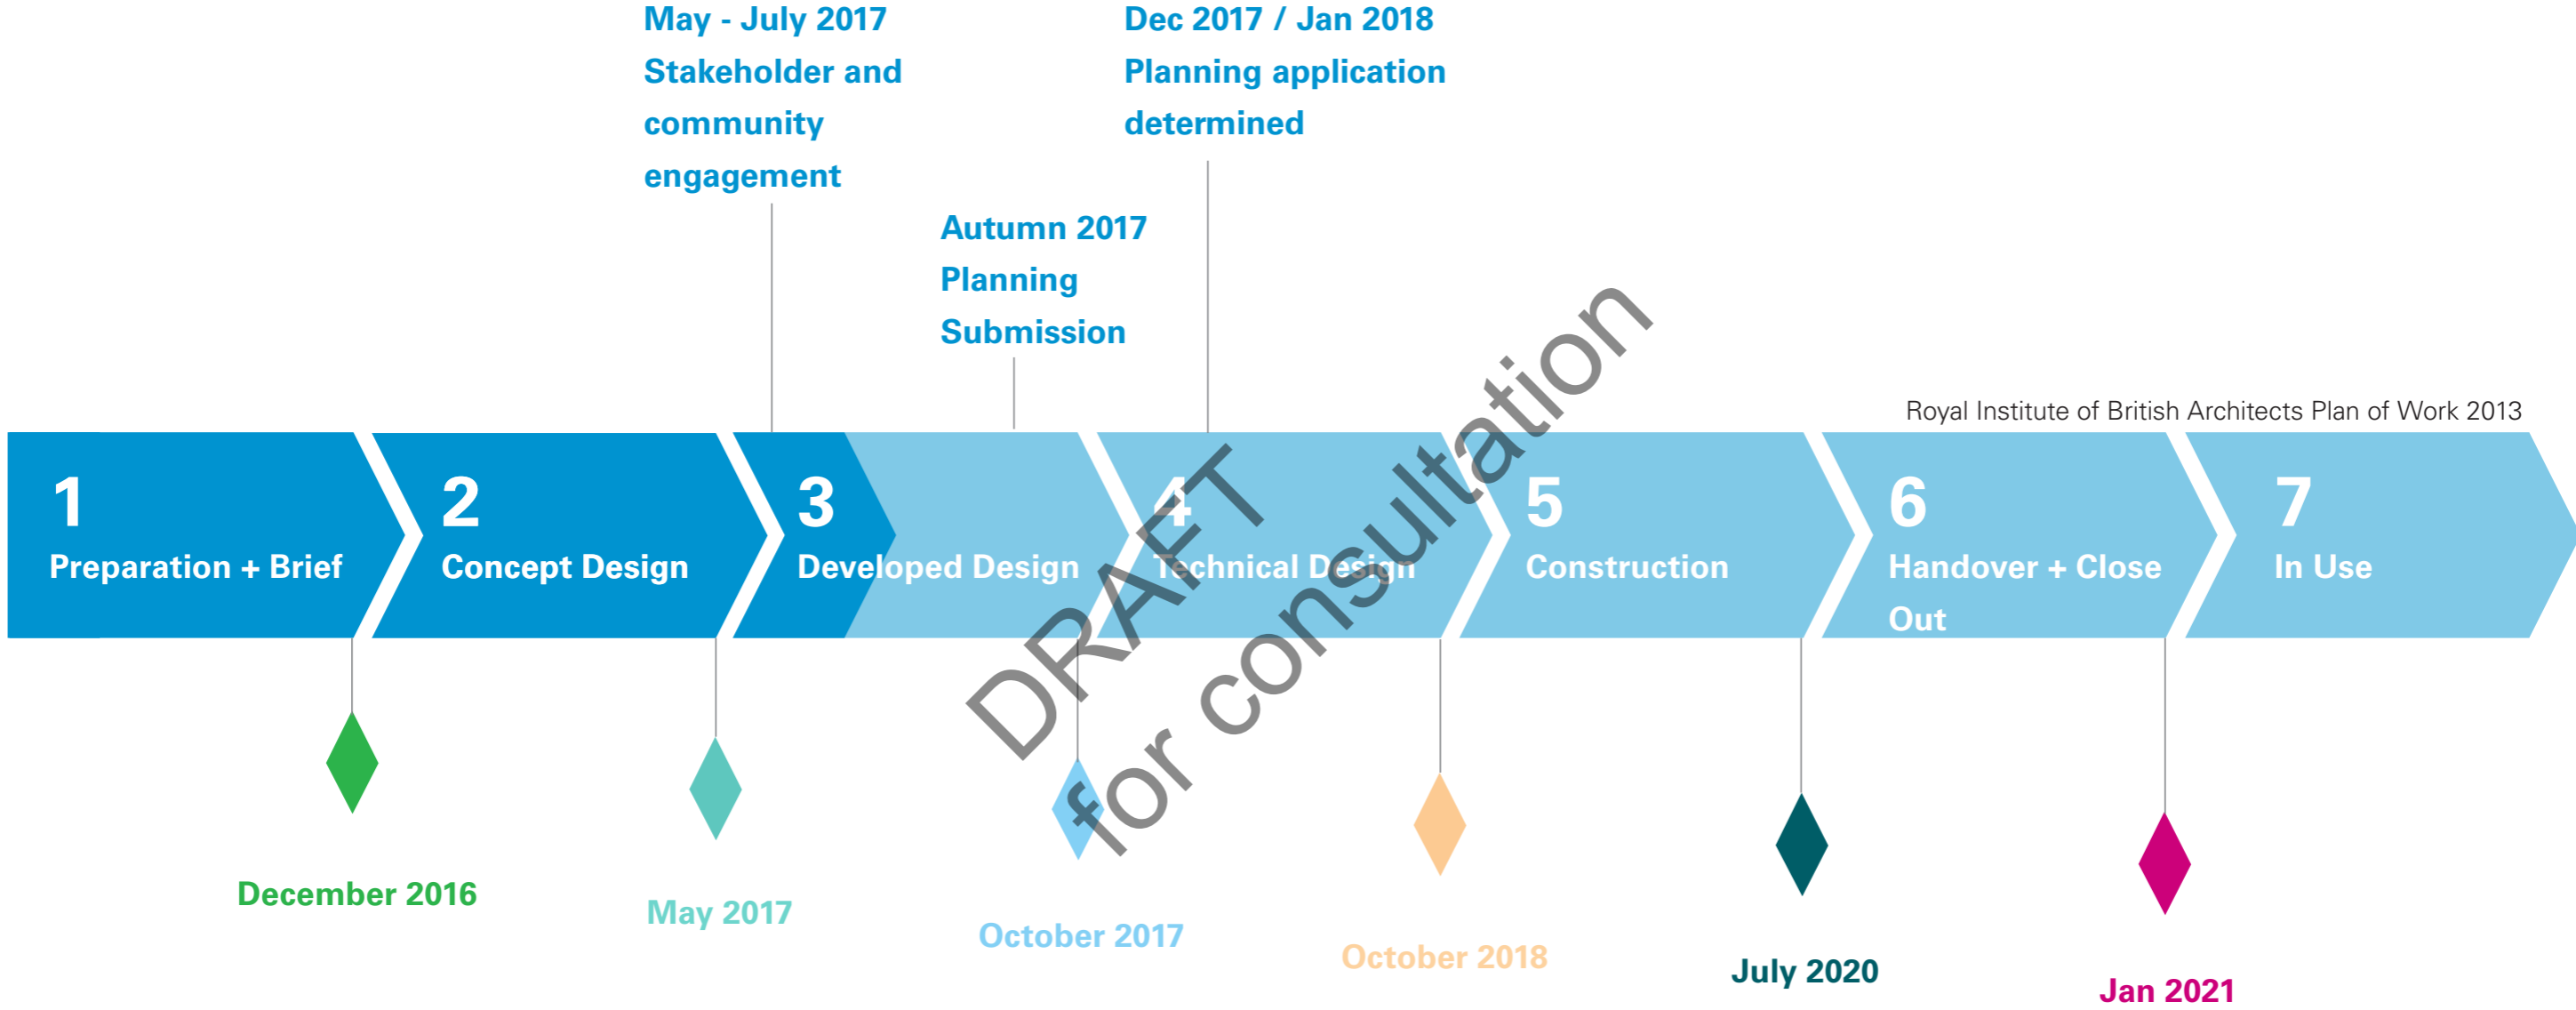 May - July 2017
Stakeholder and
community
engagement
Dec 2017 / Jan 2018
Planning application
determined
Autumn 2017
Planning
Submission
Royal Institute of British Architects Plan of Work 2013
1
Preparation + Brief
2
Concept Design
3
Developed Design
4
Technical Design
5
Construction
6
Handover + Close
Out
7
In Use
DRAFT
for consultation
December 2016
May 2017
October 2017
October 2018
July 2020
Jan 2021